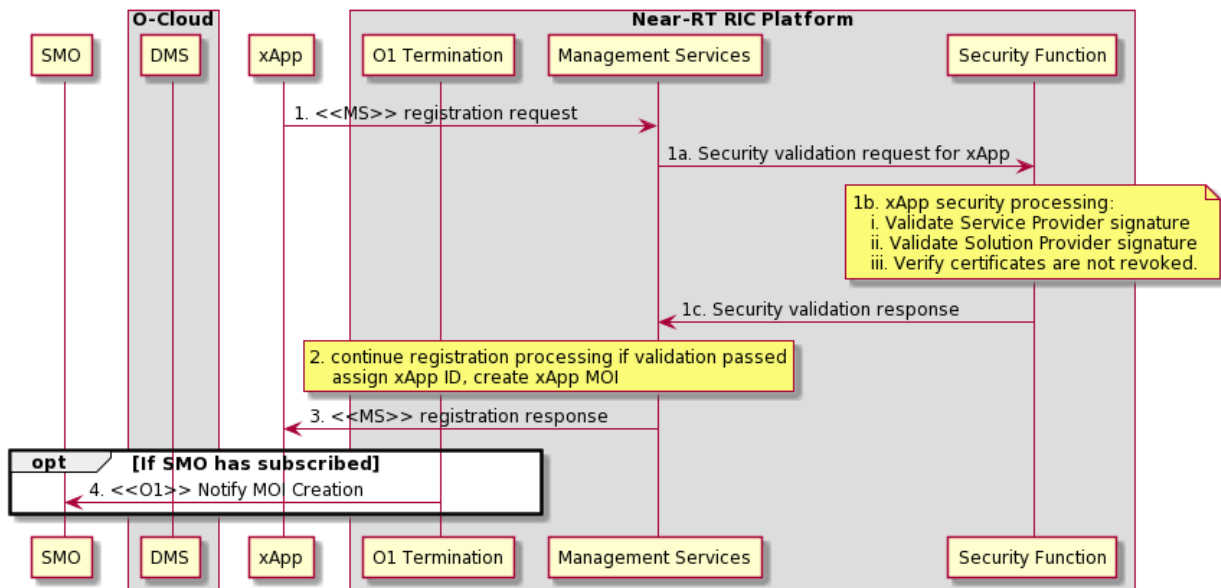 O-Cloud
Near-RT RIC Platform
SMO
DMS
xApp
O1 Termination
Management Services
Security Function
1. <<MS>> registration request
1a. Security validation request for xApp
1b. xApp security processing:
i. Validate Service Provider signature
ii. Validate Solution Provider signature
iii. Verify certificates are not revoked.
1c. Security validation response
2. continue registration processing if validation passed
assign xApp ID, create xApp MOI
3. <<MS>> registration response
opt
[If SMO has subscribed]
4. <<O1>> Notify MOI Creation
SMO
DMS
xApp
O1 Termination
Management Services
Security Function